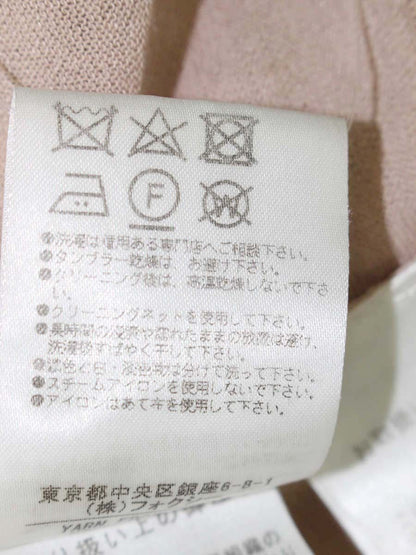 F
W
●洗濯は信用ある専門店へご相談下さい。
●タンブラー乾燥は、お避け下さい。
●クリーニング後は、高温乾燥しないで下さ
い。
●クリーニングネットを使用して下さい。
●長時間の浸漬や濡れたままの放置は避け、
洗濯後すばやく干して下さい。
分けて洗って下さい。
●スチームアイロンを使用しないで下さい。
●アイロンはあて布を使用して下さい。
東京都中央区銀座6-8-1
(株)フォクシー
YARN
り扱い上の